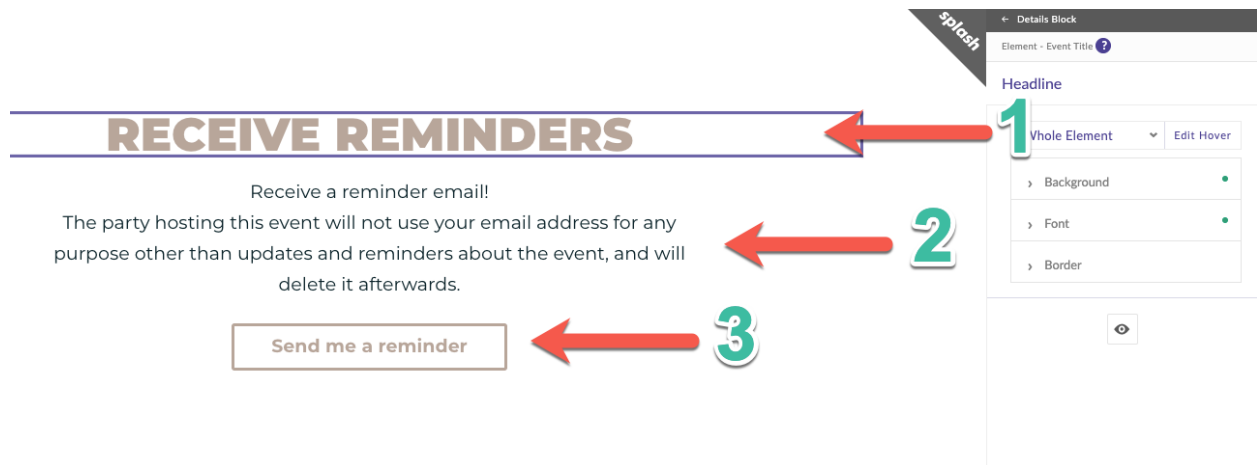 splash
← Details Block
Element - Event Title ?
Headline
RECEIVE REMINDERS
1
Whole Element
Edit Hover
Receive a reminder email!
The party hosting this event will not use your email address for any
purpose other than updates and reminders about the event, and will
delete it afterwards.
2
Send me a reminder
3
› Background
› Font
› Border